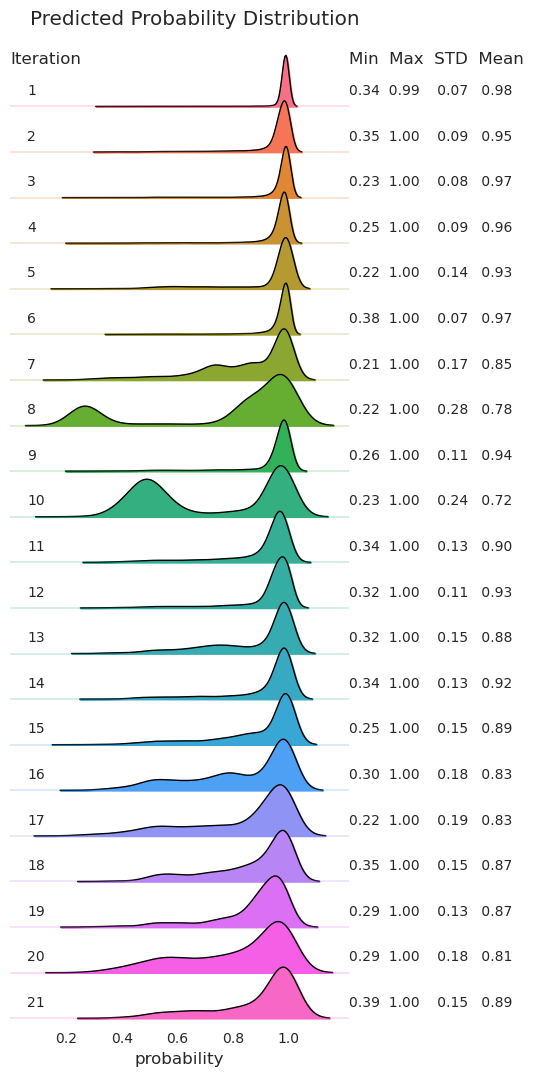 Predicted Probability Distribution
Iteration Min Max STD Mean
1 0.34 0.99 0.07 0.98
2 0.35 1.00 0.09 0.95
3 0.23 1.00 0.08 0.97
4 0.25 1.00 0.09 0.96
5 0.22 1.00 0.14 0.93
6 0.38 1.00 0.07 0.97
7 0.21 1.00 0.17 0.85
8 0.22 1.00 0.28 0.78
9 0.26 1.00 0.11 0.94
10 0.23 1.00 0.24 0.72
11 0.34 1.00 0.13 0.90
12 0.32 1.00 0.11 0.93
13 0.32 1.00 0.15 0.88
14 0.34 1.00 0.13 0.92
15 0.25 1.00 0.15 0.89
16 0.30 1.00 0.18 0.83
17 0.22 1.00 0.19 0.83
18 0.35 1.00 0.15 0.87
19 0.29 1.00 0.13 0.87
20 0.29 1.00 0.18 0.81
21 0.39 1.00 0.15 0.89
0.2 0.4 0.6 0.8 1.0
probability